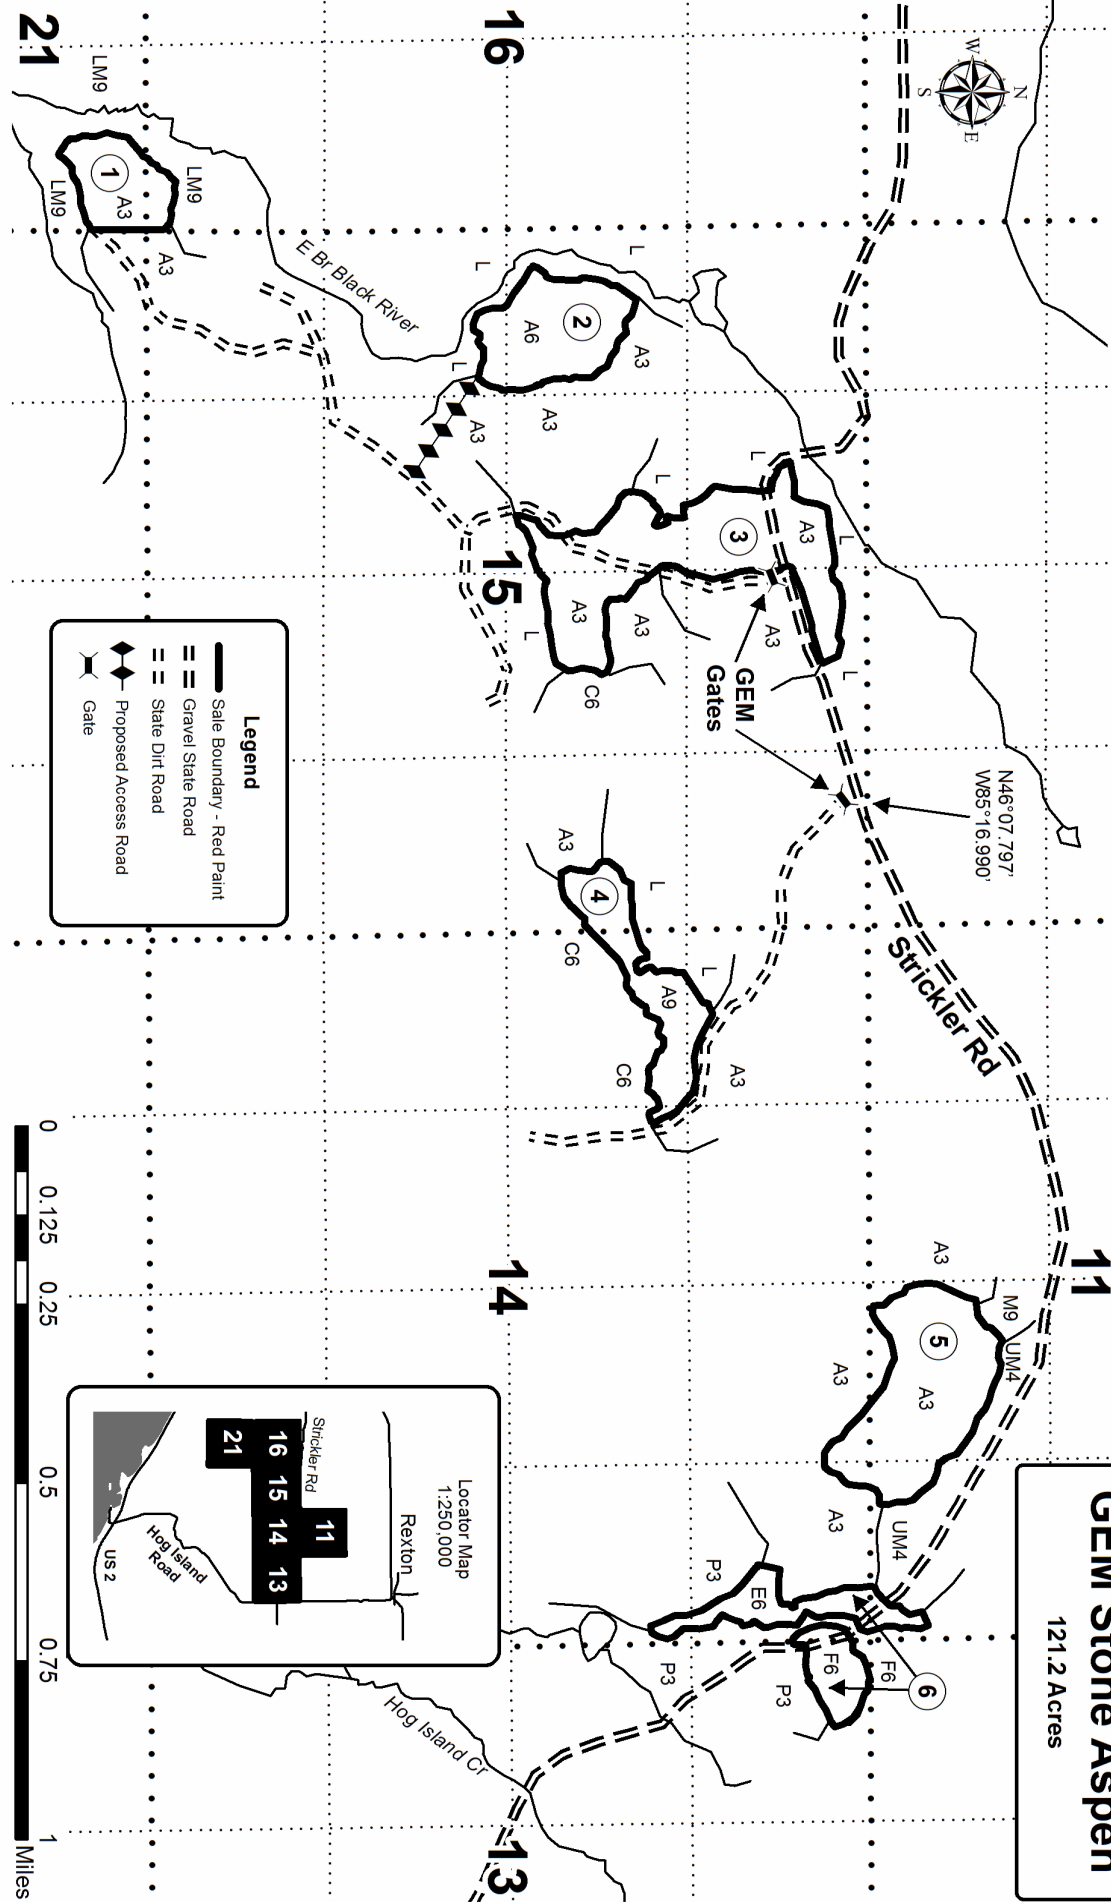 GEM Stone Aspen
121.2 Acres
N
W
E
S
16
21
11
15
14
13
LM9
LM9
LM9
1
A3
A3
E Br Black River
L
L
L
2
A6
A3
A3
A3
L
L
3
A3
L
L
A3
A3
A3
L
C6
GEM
Gates
N46°07.797'
W85°16.990'
Strickler Rd
A3
4
L
C6
L
A9
C6
A3
A3
M9
UM4
5
A3
A3
A3
UM4
P3
E6
F6
F6
6
P3
P3
Hog Island Cr
Legend
Sale Boundary - Red Paint
Gravel State Road
State Dirt Road
Proposed Access Road
Gate
Locator Map
1:250,000
Rexton
Strickler Rd
11
16 15 14 13
21
Hog Island
Road
US 2
0 0.125 0.25 0.5 0.75 1
Miles